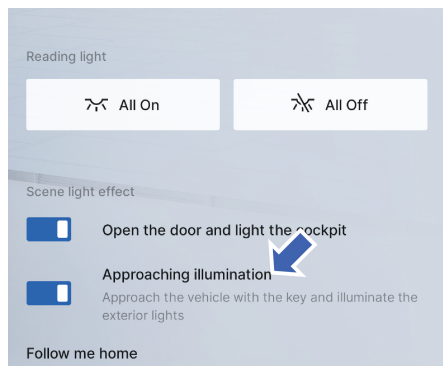 Reading light
All On
All Off
Scene light effect
Open the door and light the cockpit
Approaching illumination
Approach the vehicle with the key and illuminate the
exterior lights
Follow me home